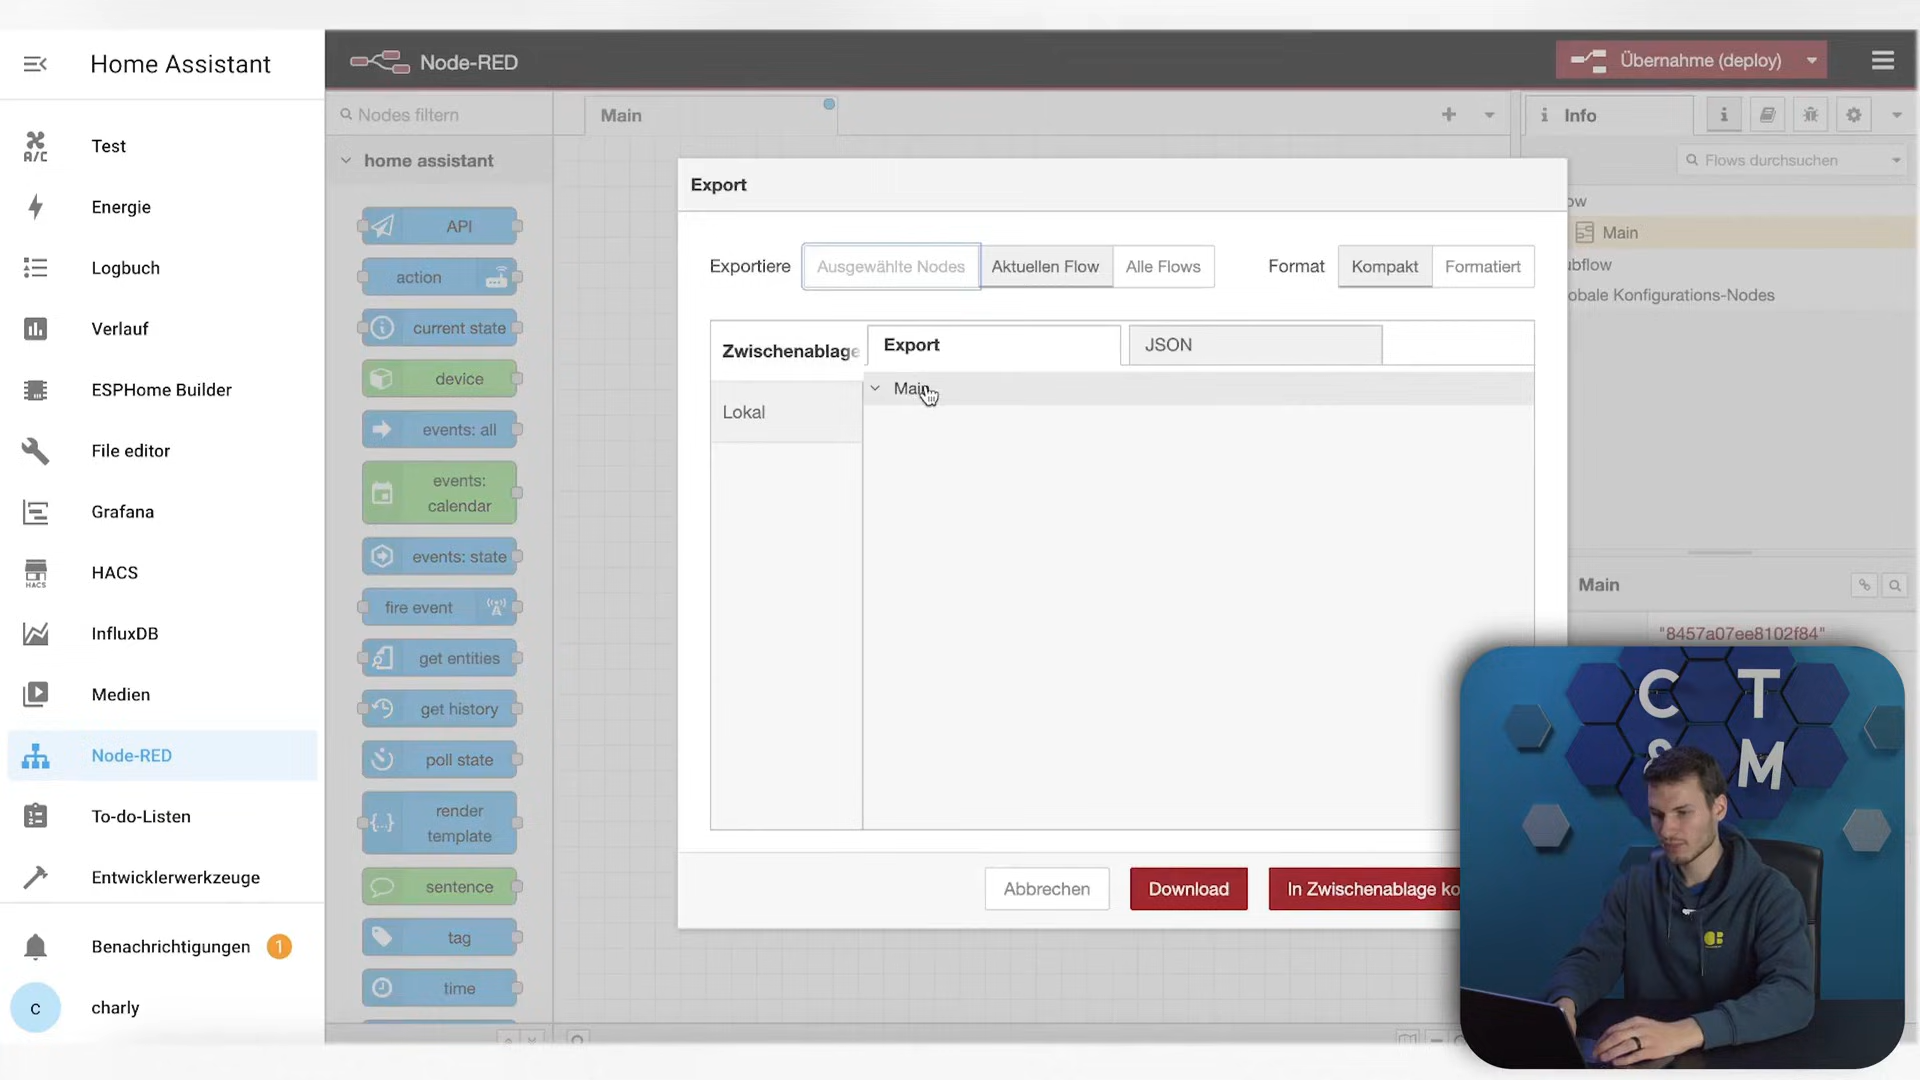 Home Assistant
Test
A/C
Energie
Logbuch
Verlauf
ESPHome Builder
File editor
Grafana
HACS
HACS
InfluxDB
Medien
Node-RED
To-do-Listen
Entwicklerwerkzeuge
Benachrichtigungen 1
C charly
Node-RED
Übernahme (deploy)
Nodes filtern
home assistant
API
action
current state
device
events: all
events:
calendar
events: state
fire event
get entities
get history
poll state
render
template
sentence
tag
time
Main
Export
Exportiere Ausgewählte Nodes Aktuellen Flow Alle Flows Format Kompakt Formatiert
Zwischenablage
Lokal
Export JSON
Main
Abbrechen Download In Zwischenablage ko
i Info i
Flows durchsuchen
ow
Main
ubflow
obale Konfigurations-Nodes
Main
"8457a07ee8102f84"
C T
& M